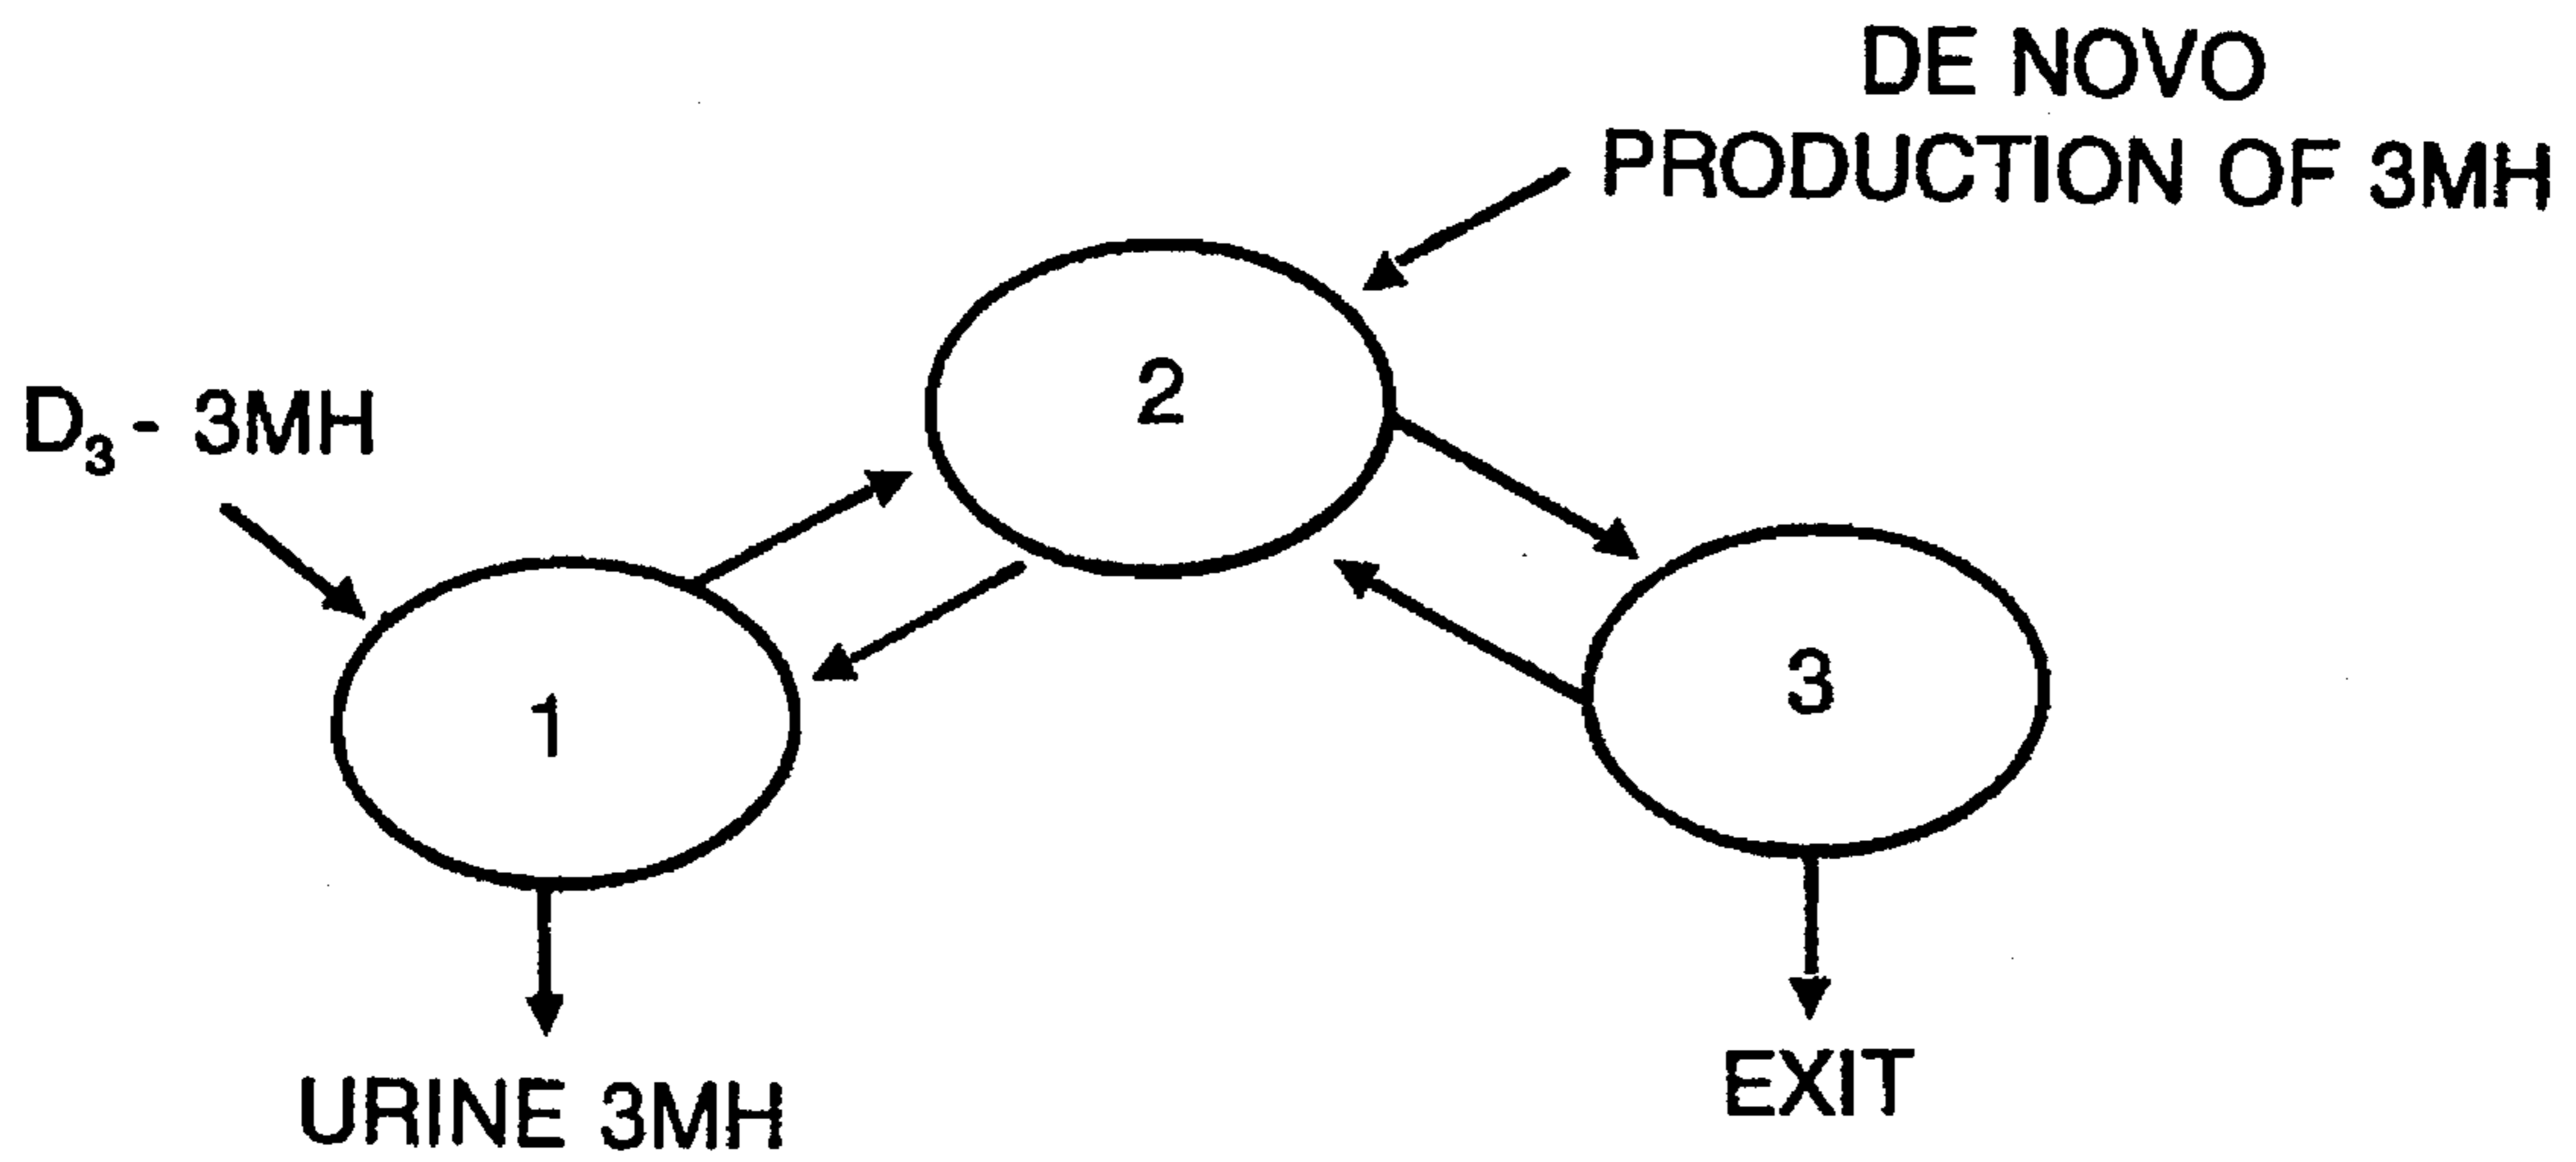 DE NOVO
PRODUCTION OF 3MH
D₃ - 3MH
2
1
3
URINE 3MH
EXIT